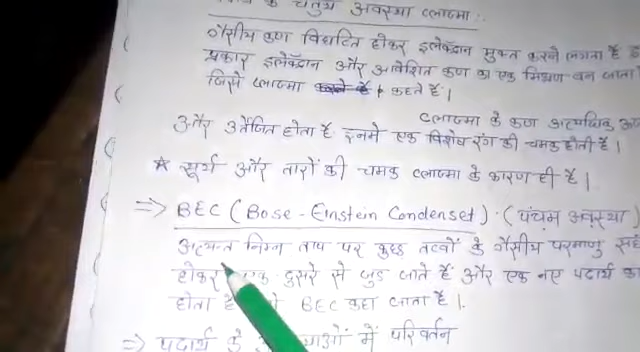 के चतुर्थ अवस्था प्लाज्मा :-
गैसीय कण विघटित होकर इलेक्ट्रॉन मुक्त करने लगता है
प्रकार इलेक्ट्रॉन और आवेशित कण का एक मिश्रण बन जाता
जिसे प्लाज्मा कहते है।
प्लाज्मा के कण अत्यधिक
और उत्तेजित होता है इनमे एक विशेष रंग की चमक होती है।
* सूर्य और तारों की चमक प्लाज्मा के कारण ही है।
=> BEC (Bose - Einstein Condenset) . (पंचम अवस्था)
अत्यन्त निम्न ताप पर कुछ तत्वों के गैसीय परमाणु
होकर एक दुसरे से जुड़ जाते हैं और एक नए पदार्थ का
होता है BEC कहा जाता है।
=> पदार्थ के में परिवर्तन